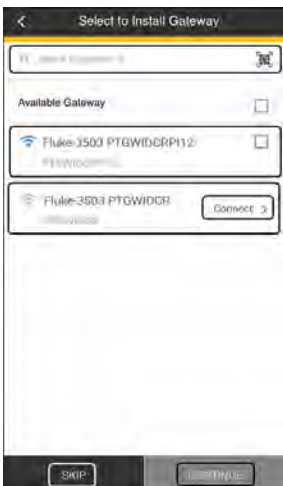 Select to Install Gateway
Available Gateway
Fluke-3503 PTGWIDCRPI12
Fluke-3503 PTGWIDCR
Connect >
SKIP
CONTINUE